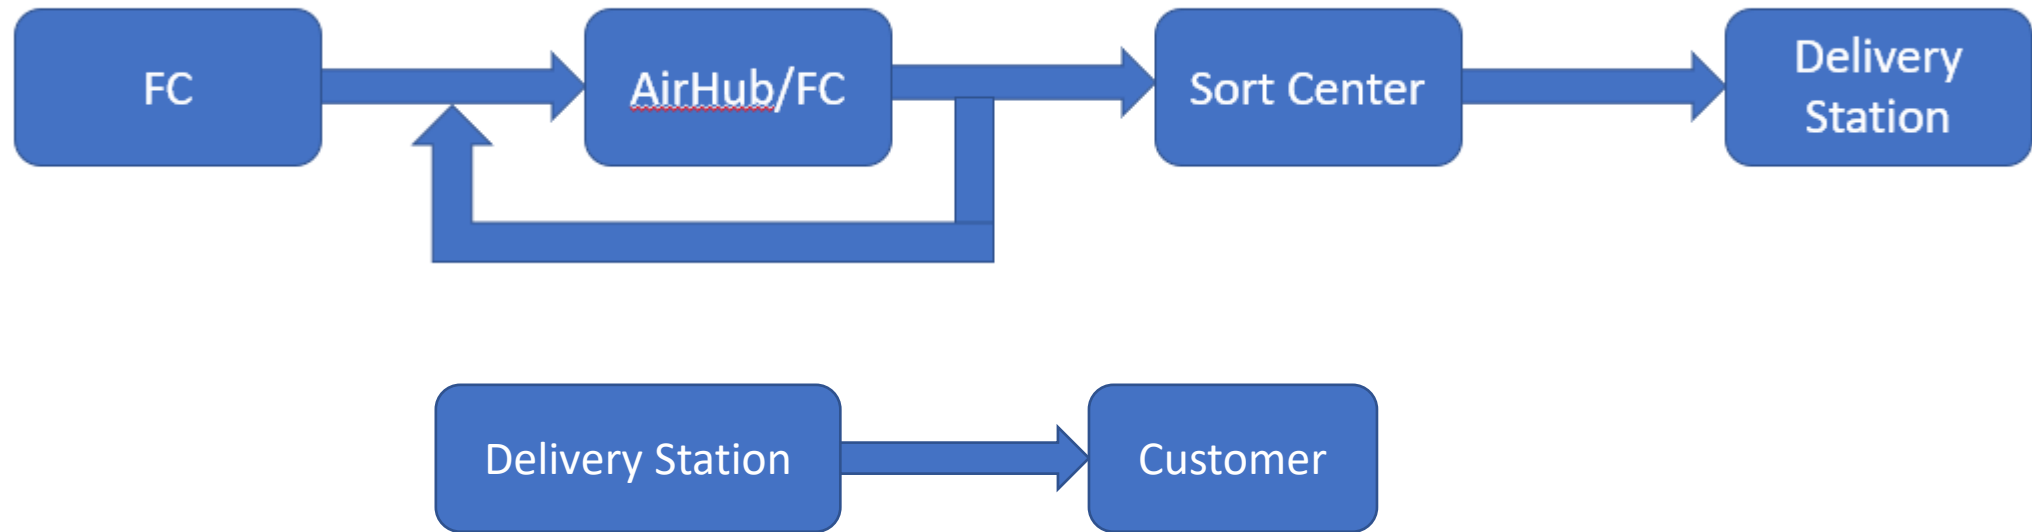 FC
AirHub/FC
Sort Center
Delivery
Station
Delivery Station
Customer